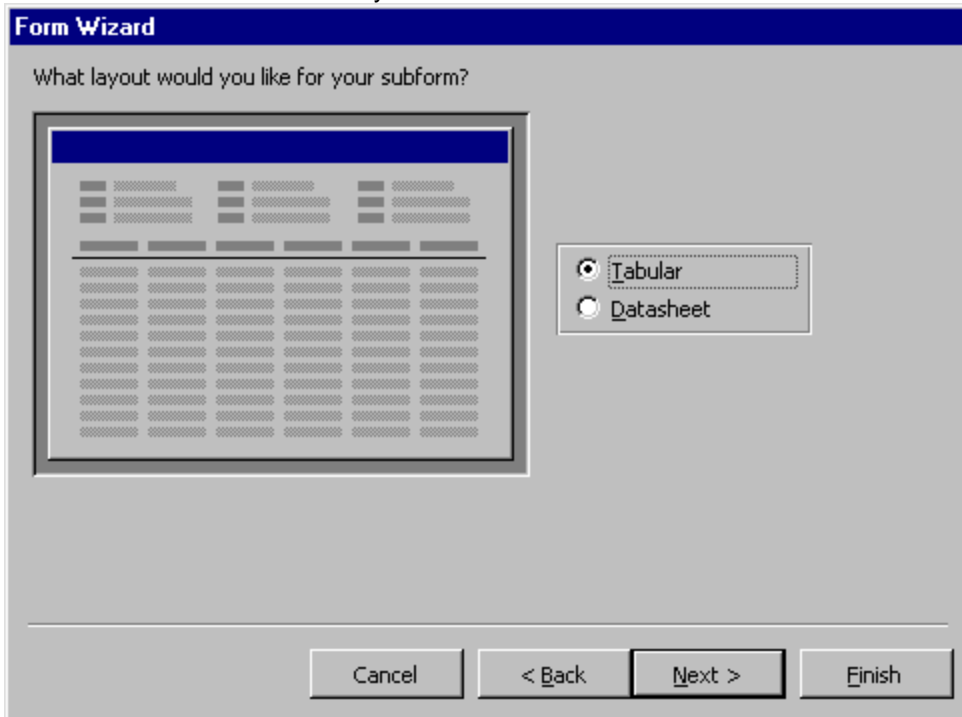 Form Wizard
What layout would you like for your subform?
Tabular
Datasheet
Cancel
< Back
Next >
Finish